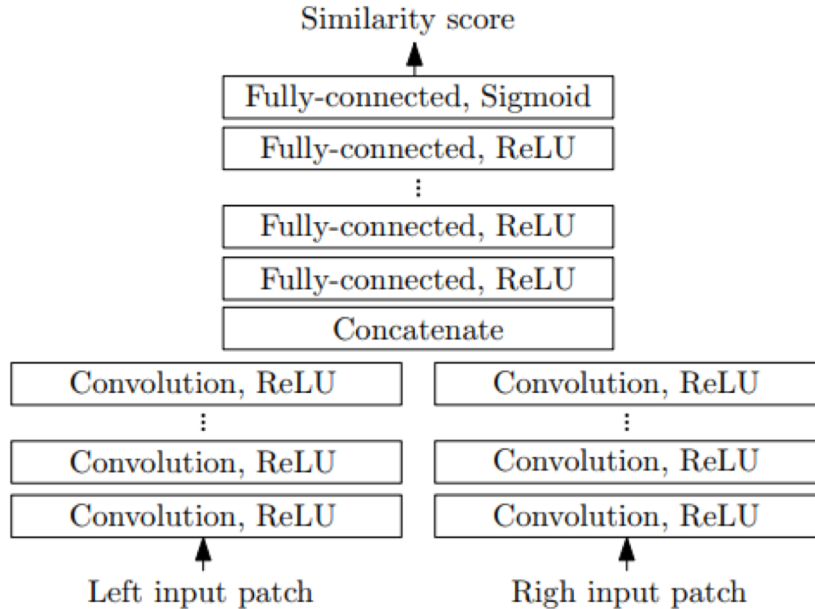 Similarity score
Fully-connected, Sigmoid
Fully-connected, ReLU
Fully-connected, ReLU
Fully-connected, ReLU
Concatenate
Convolution, ReLU Convolution, ReLU
Convolution, ReLU Convolution, ReLU
Convolution, ReLU Convolution, ReLU
Left input patch Righ input patch